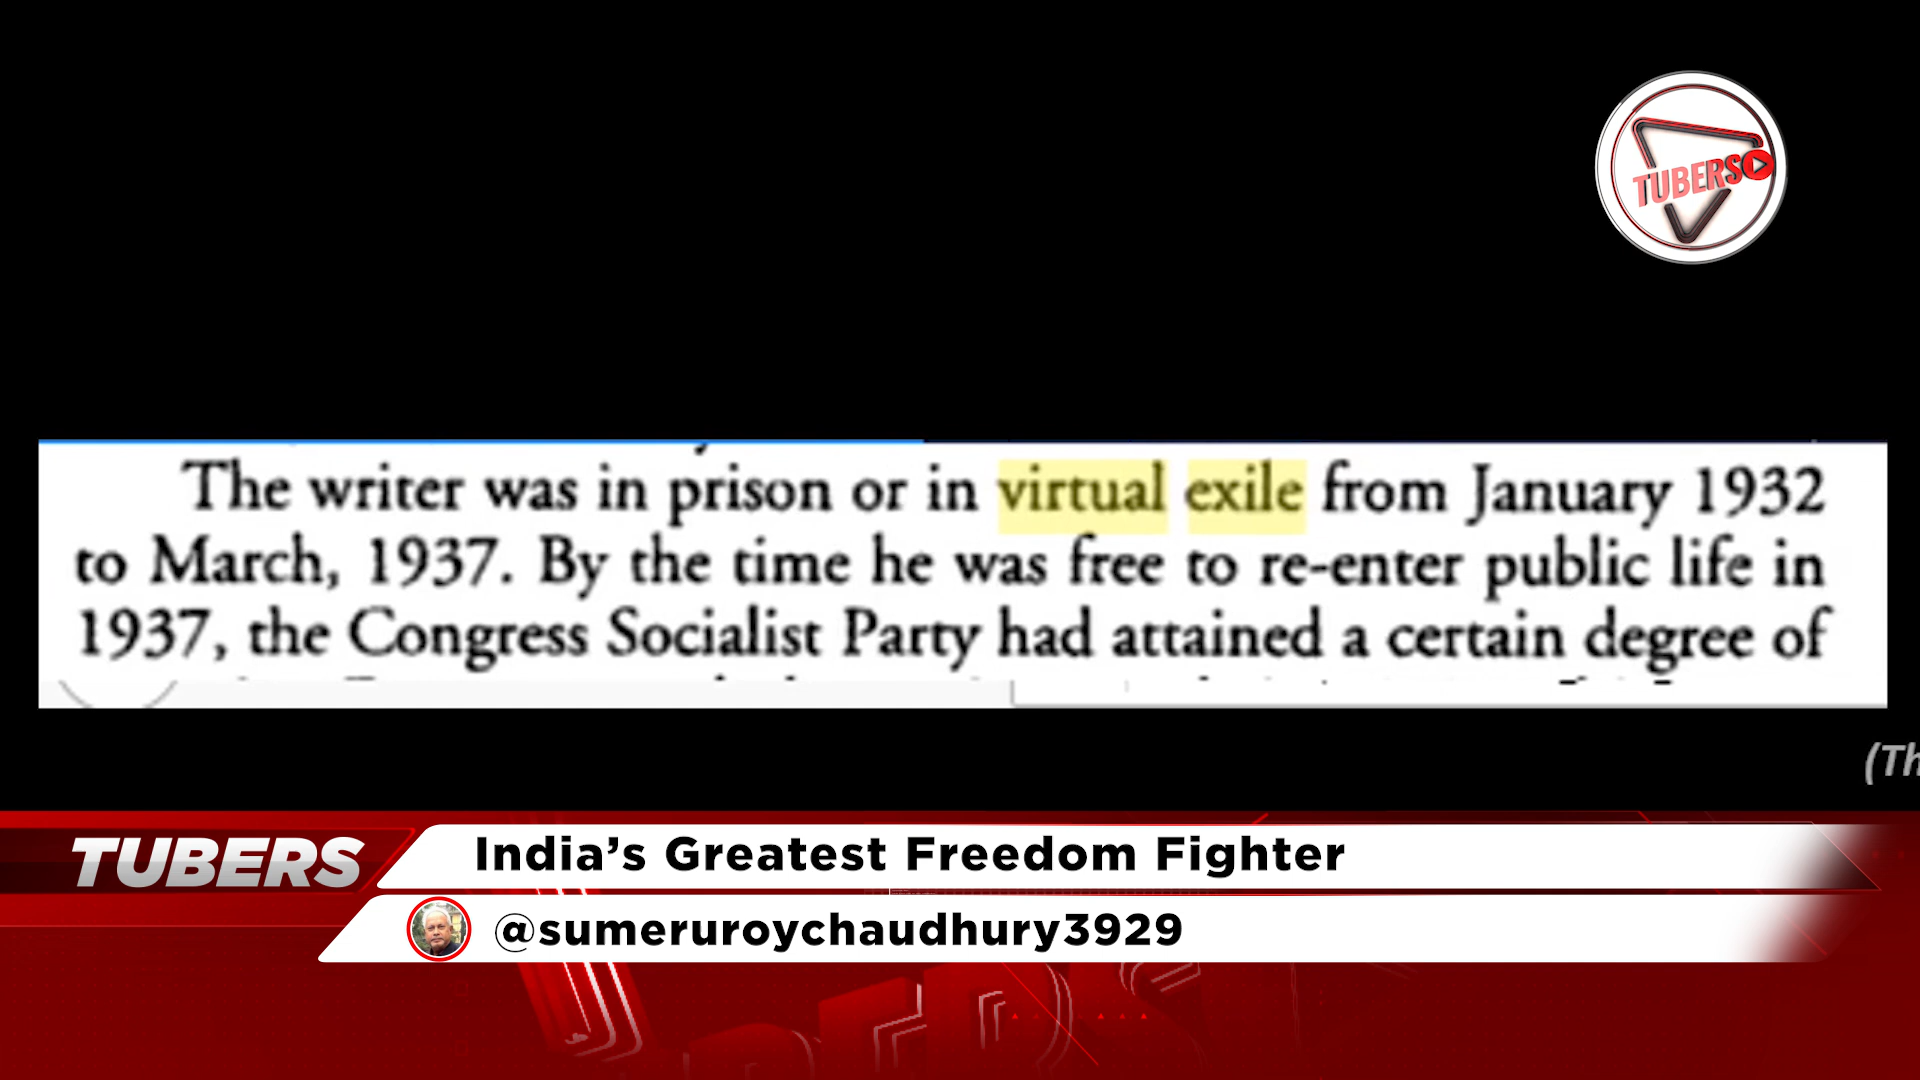 TUBERS
The writer was in prison or in virtual exile from January 1932
to March, 1937. By the time he was free to re-enter public life in
1937, the Congress Socialist Party had attained a certain degree of
(Th
TUBERS
India’s Greatest Freedom Fighter
@sumeruroychaudhury3929